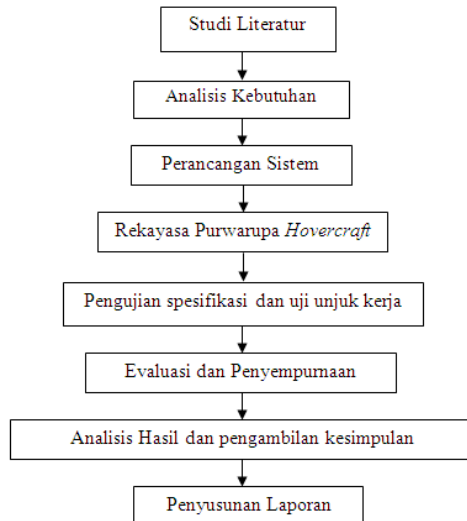 Studi Literatur
Analisis Kebutuhan
Perancangan Sistem
Rekayasa Purwarupa Hovercraft
Pengujian spesifikasi dan uji unjuk kerja
Evaluasi dan Penyempurnaan
Analisis Hasil dan pengambilan kesimpulan
Penyusunan Laporan